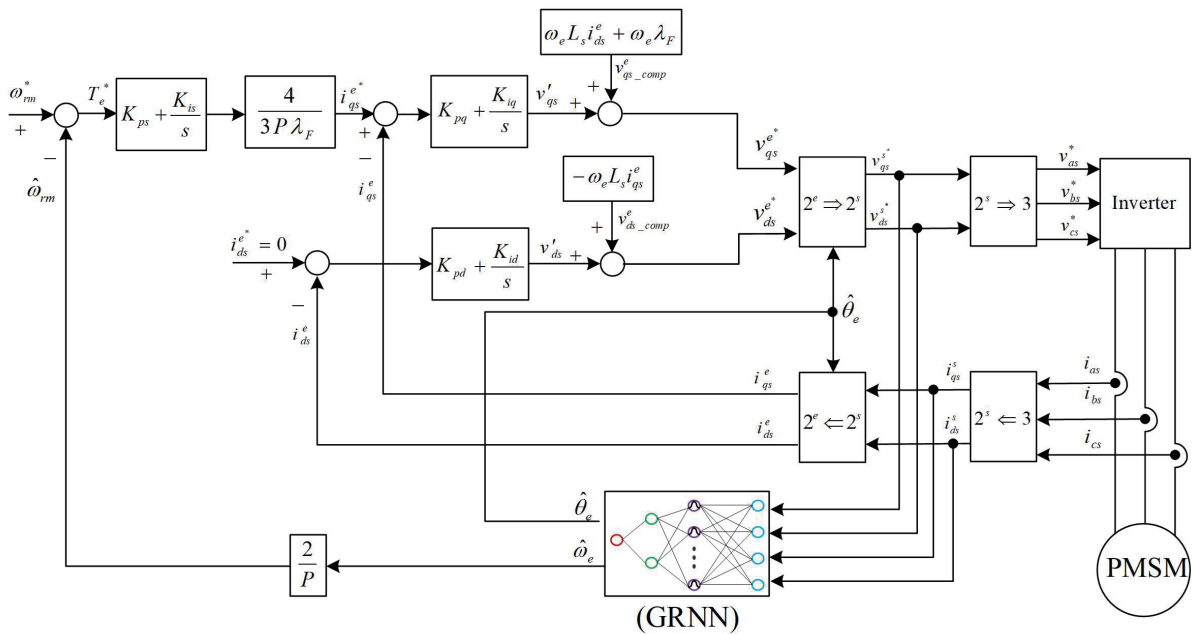 ω_e L_s i_ds^e + ω_e λ_F
v_qs_comp^e
+
ω_rm^*
+
−
T_e^*
K_ps + K_is/s
4/(3Pλ_F)
i_qs^e*
+
−
K_pq + K_iq/s
v'_qs
+
v_qs^e*
2^e ⇒ 2^s
v_qs^s*
2^s ⇒ 3
v_as^*
v_bs^*
v_cs^*
Inverter
ω̂_rm
i_qs^e
−ω_e L_s i_qs^e
v_ds_comp^e
+
v_ds^e*
v_ds^s*
i_ds^e* = 0
+
−
K_pd + K_id/s
v'_ds
+
i_ds^e
θ̂_e
i_qs^e
i_ds^e
2^e ⇐ 2^s
i_qs^s
i_ds^s
2^s ⇐ 3
i_as
i_bs
i_cs
θ̂_e
ω̂_e
2/P
(GRNN)
PMSM